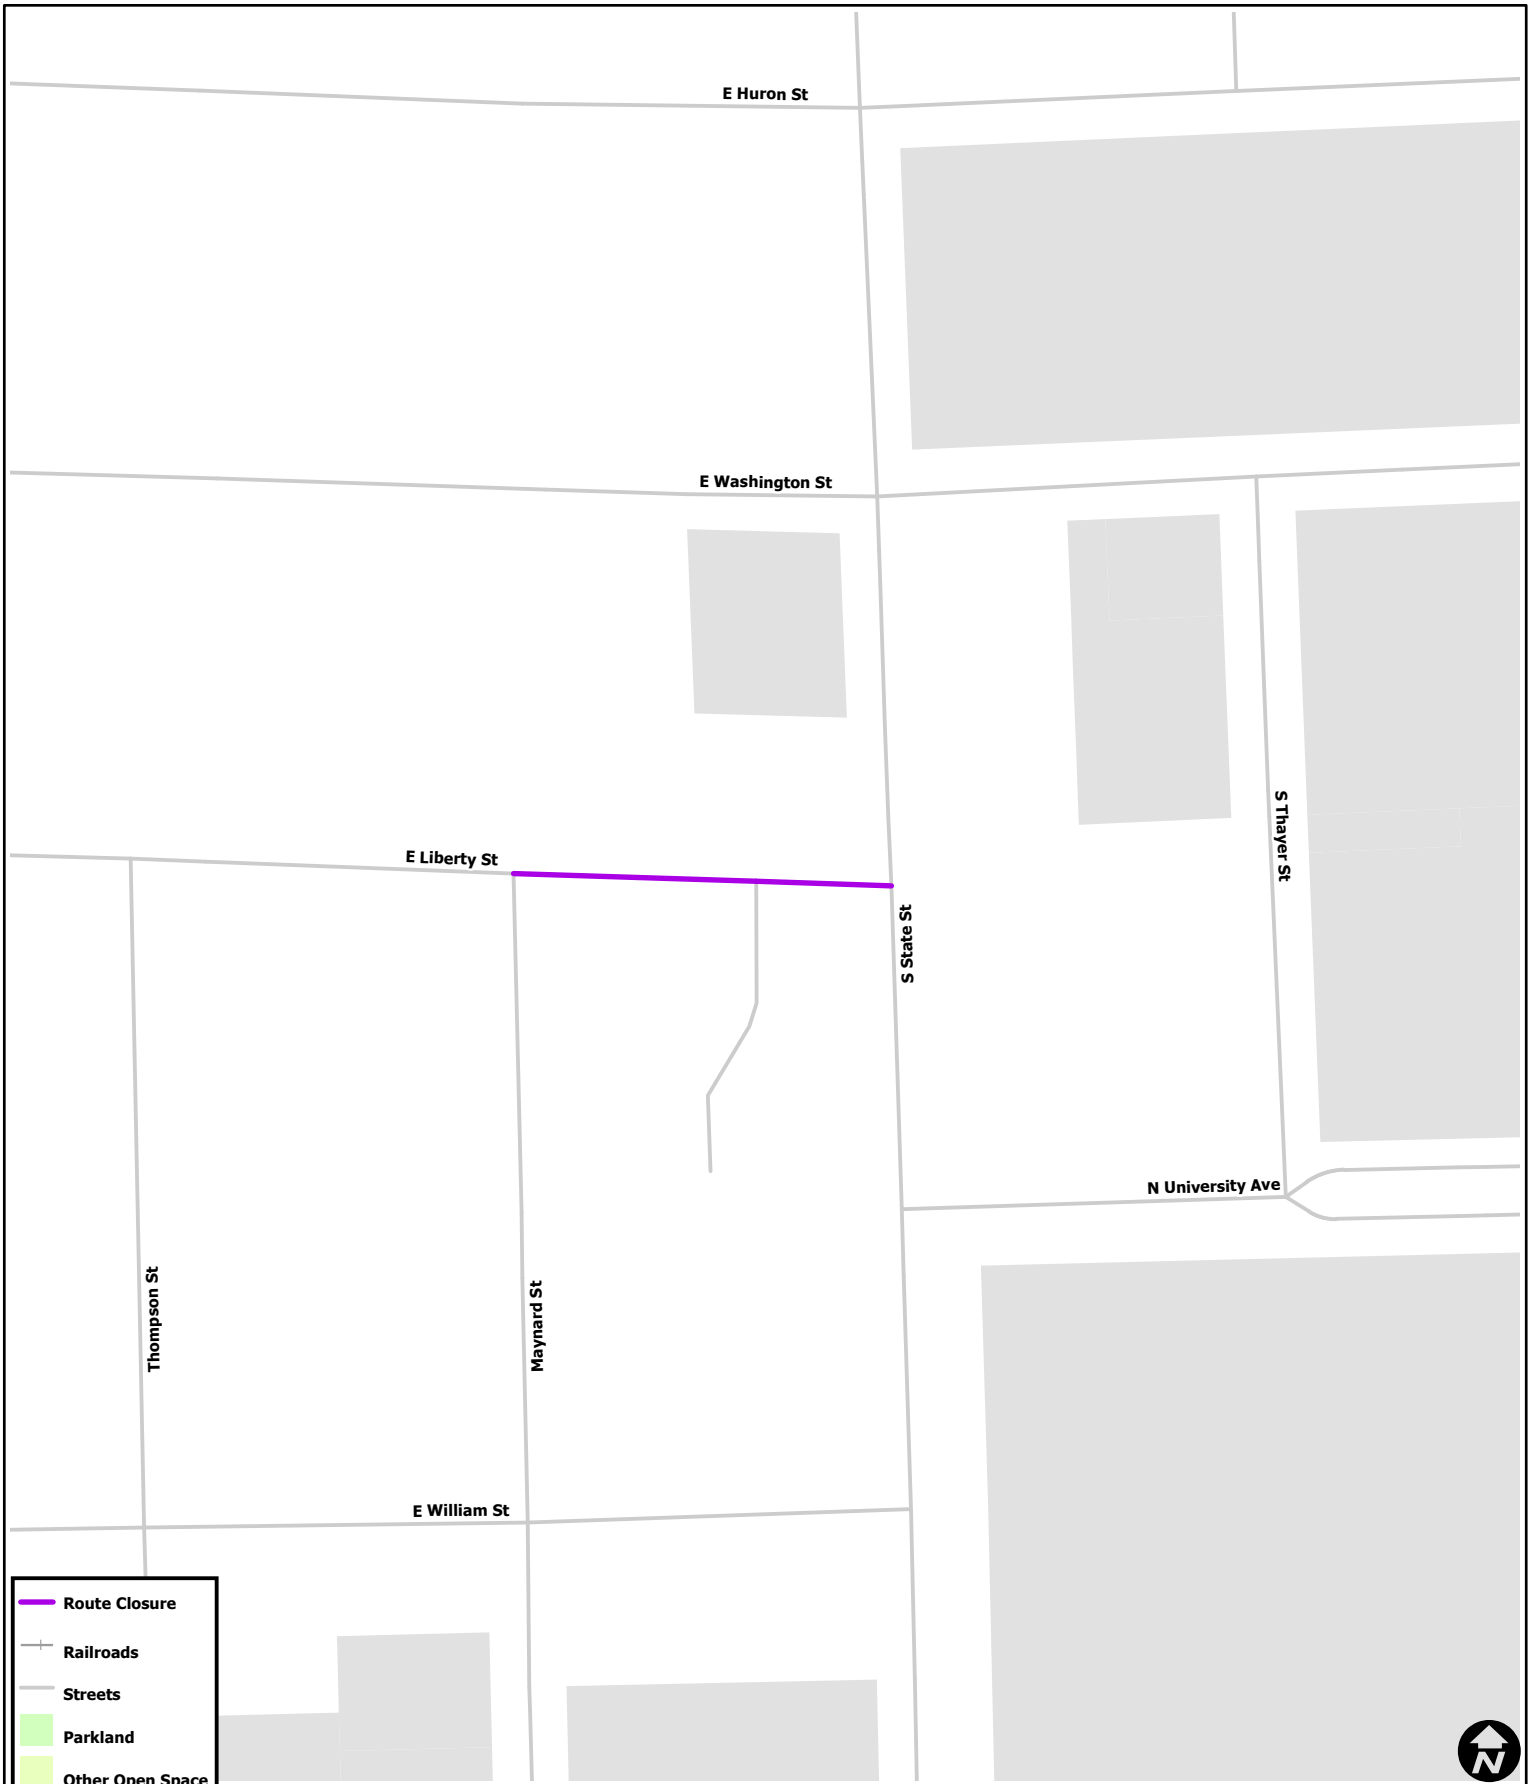 E Huron St
E Washington St
E Liberty St
S Thayer St
S State St
N University Ave
Thompson St
Maynard St
E William St
Route Closure
Railroads
Streets
Parkland
Other Open Space
N